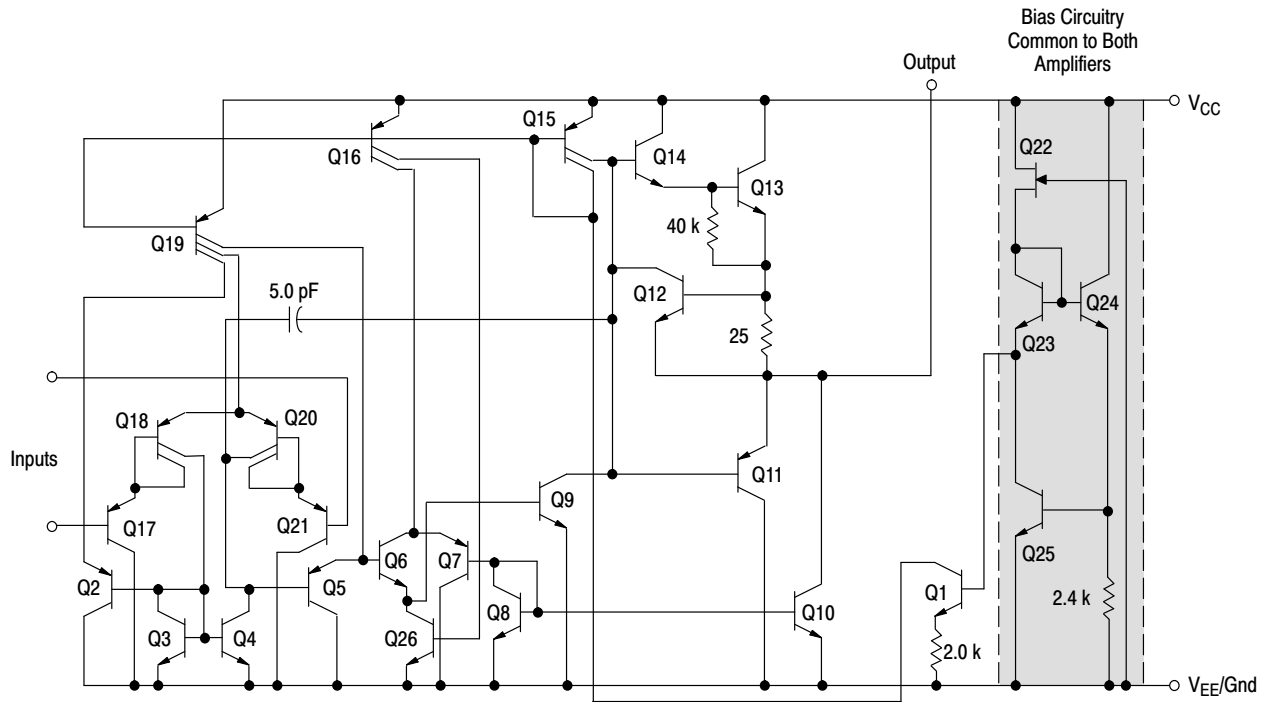 Bias Circuitry
Common to Both
Amplifiers
Output
VCC
Q15
Q22
Q16
Q14
Q13
Q19
40 k
5.0 pF
Q12
Q24
25
Q23
Q18
Q20
Inputs
Q9
Q11
Q17
Q21
Q25
Q6
Q7
Q2
Q5
Q1
2.4 k
Q8
Q10
Q3
Q4
Q26
2.0 k
VEE/Gnd